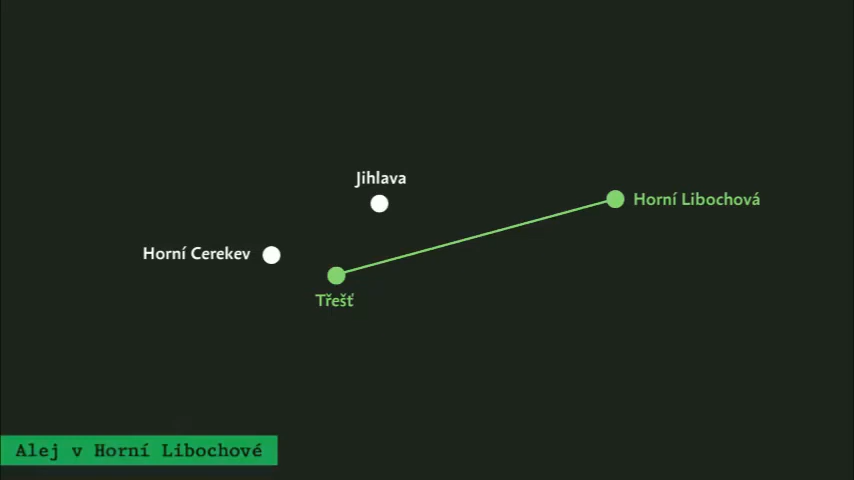 Jihlava
Horní Libochová
Horní Cerekev
Třešť
Alej v Horní Libochové